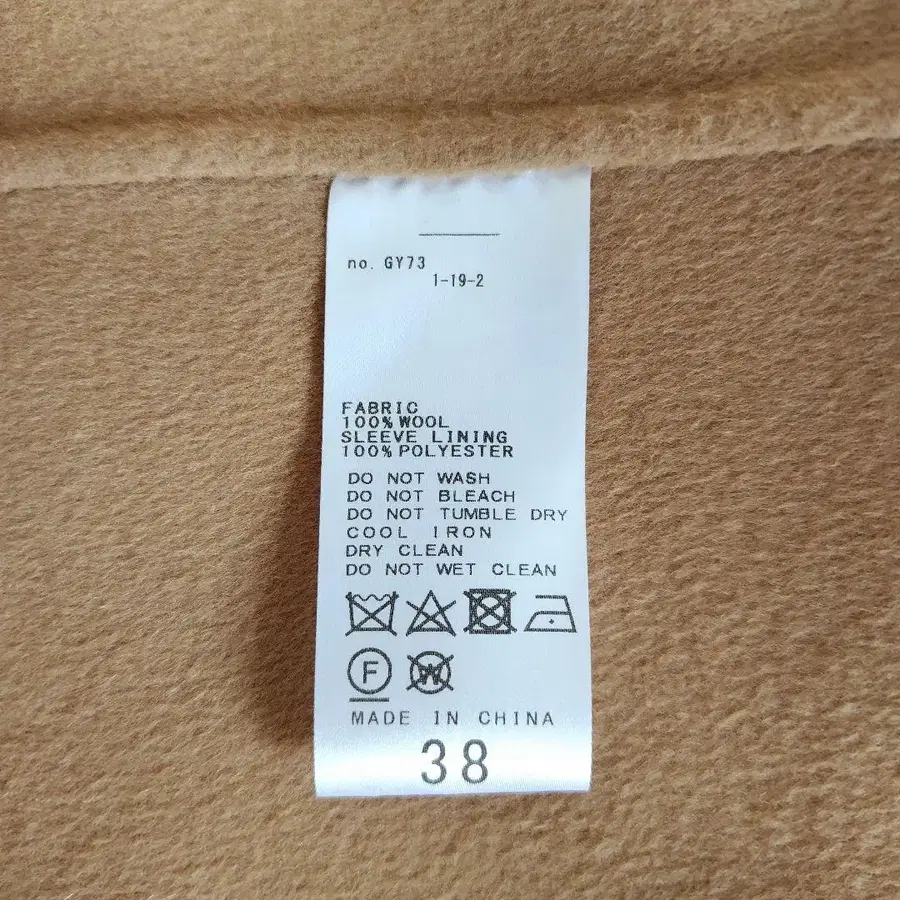 no. GY73
1-19-2
FABRIC
100% WOOL
SLEEVE LINING
100% POLYESTER
DO NOT WASH
DO NOT BLEACH
DO NOT TUMBLE DRY
COOL IRON
DRY CLEAN
DO NOT WET CLEAN
F W
MADE IN CHINA
38